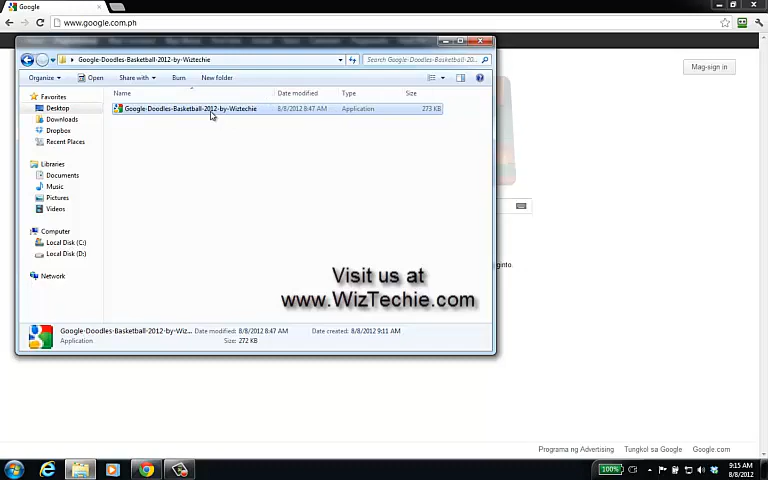 Google
www.google.com.ph
Mag-sign in
Google-Doodles-Basketball-2012-by-Wiztechie
Search Google-Doodles-Basketball-20...
Organize
Open
Share with
Burn
New folder
Name
Date modified
Type
Size
Favorites
Desktop
Downloads
Dropbox
Recent Places
Libraries
Documents
Music
Pictures
Videos
Computer
Local Disk (C:)
Local Disk (D:)
Network
Google-Doodles-Basketball-2012-by-Wiztechie
8/8/2012 8:47 AM
Application
273 KB
ginto.
Visit us at
www.WizTechie.com
Google-Doodles-Basketball-2012-by-Wiz... Date modified: 8/8/2012 8:47 AM Date created: 8/8/2012 9:11 AM
Application Size: 272 KB
Programa ng Advertising
Tungkol sa Google
Google.com
100%
9:15 AM
8/8/2012